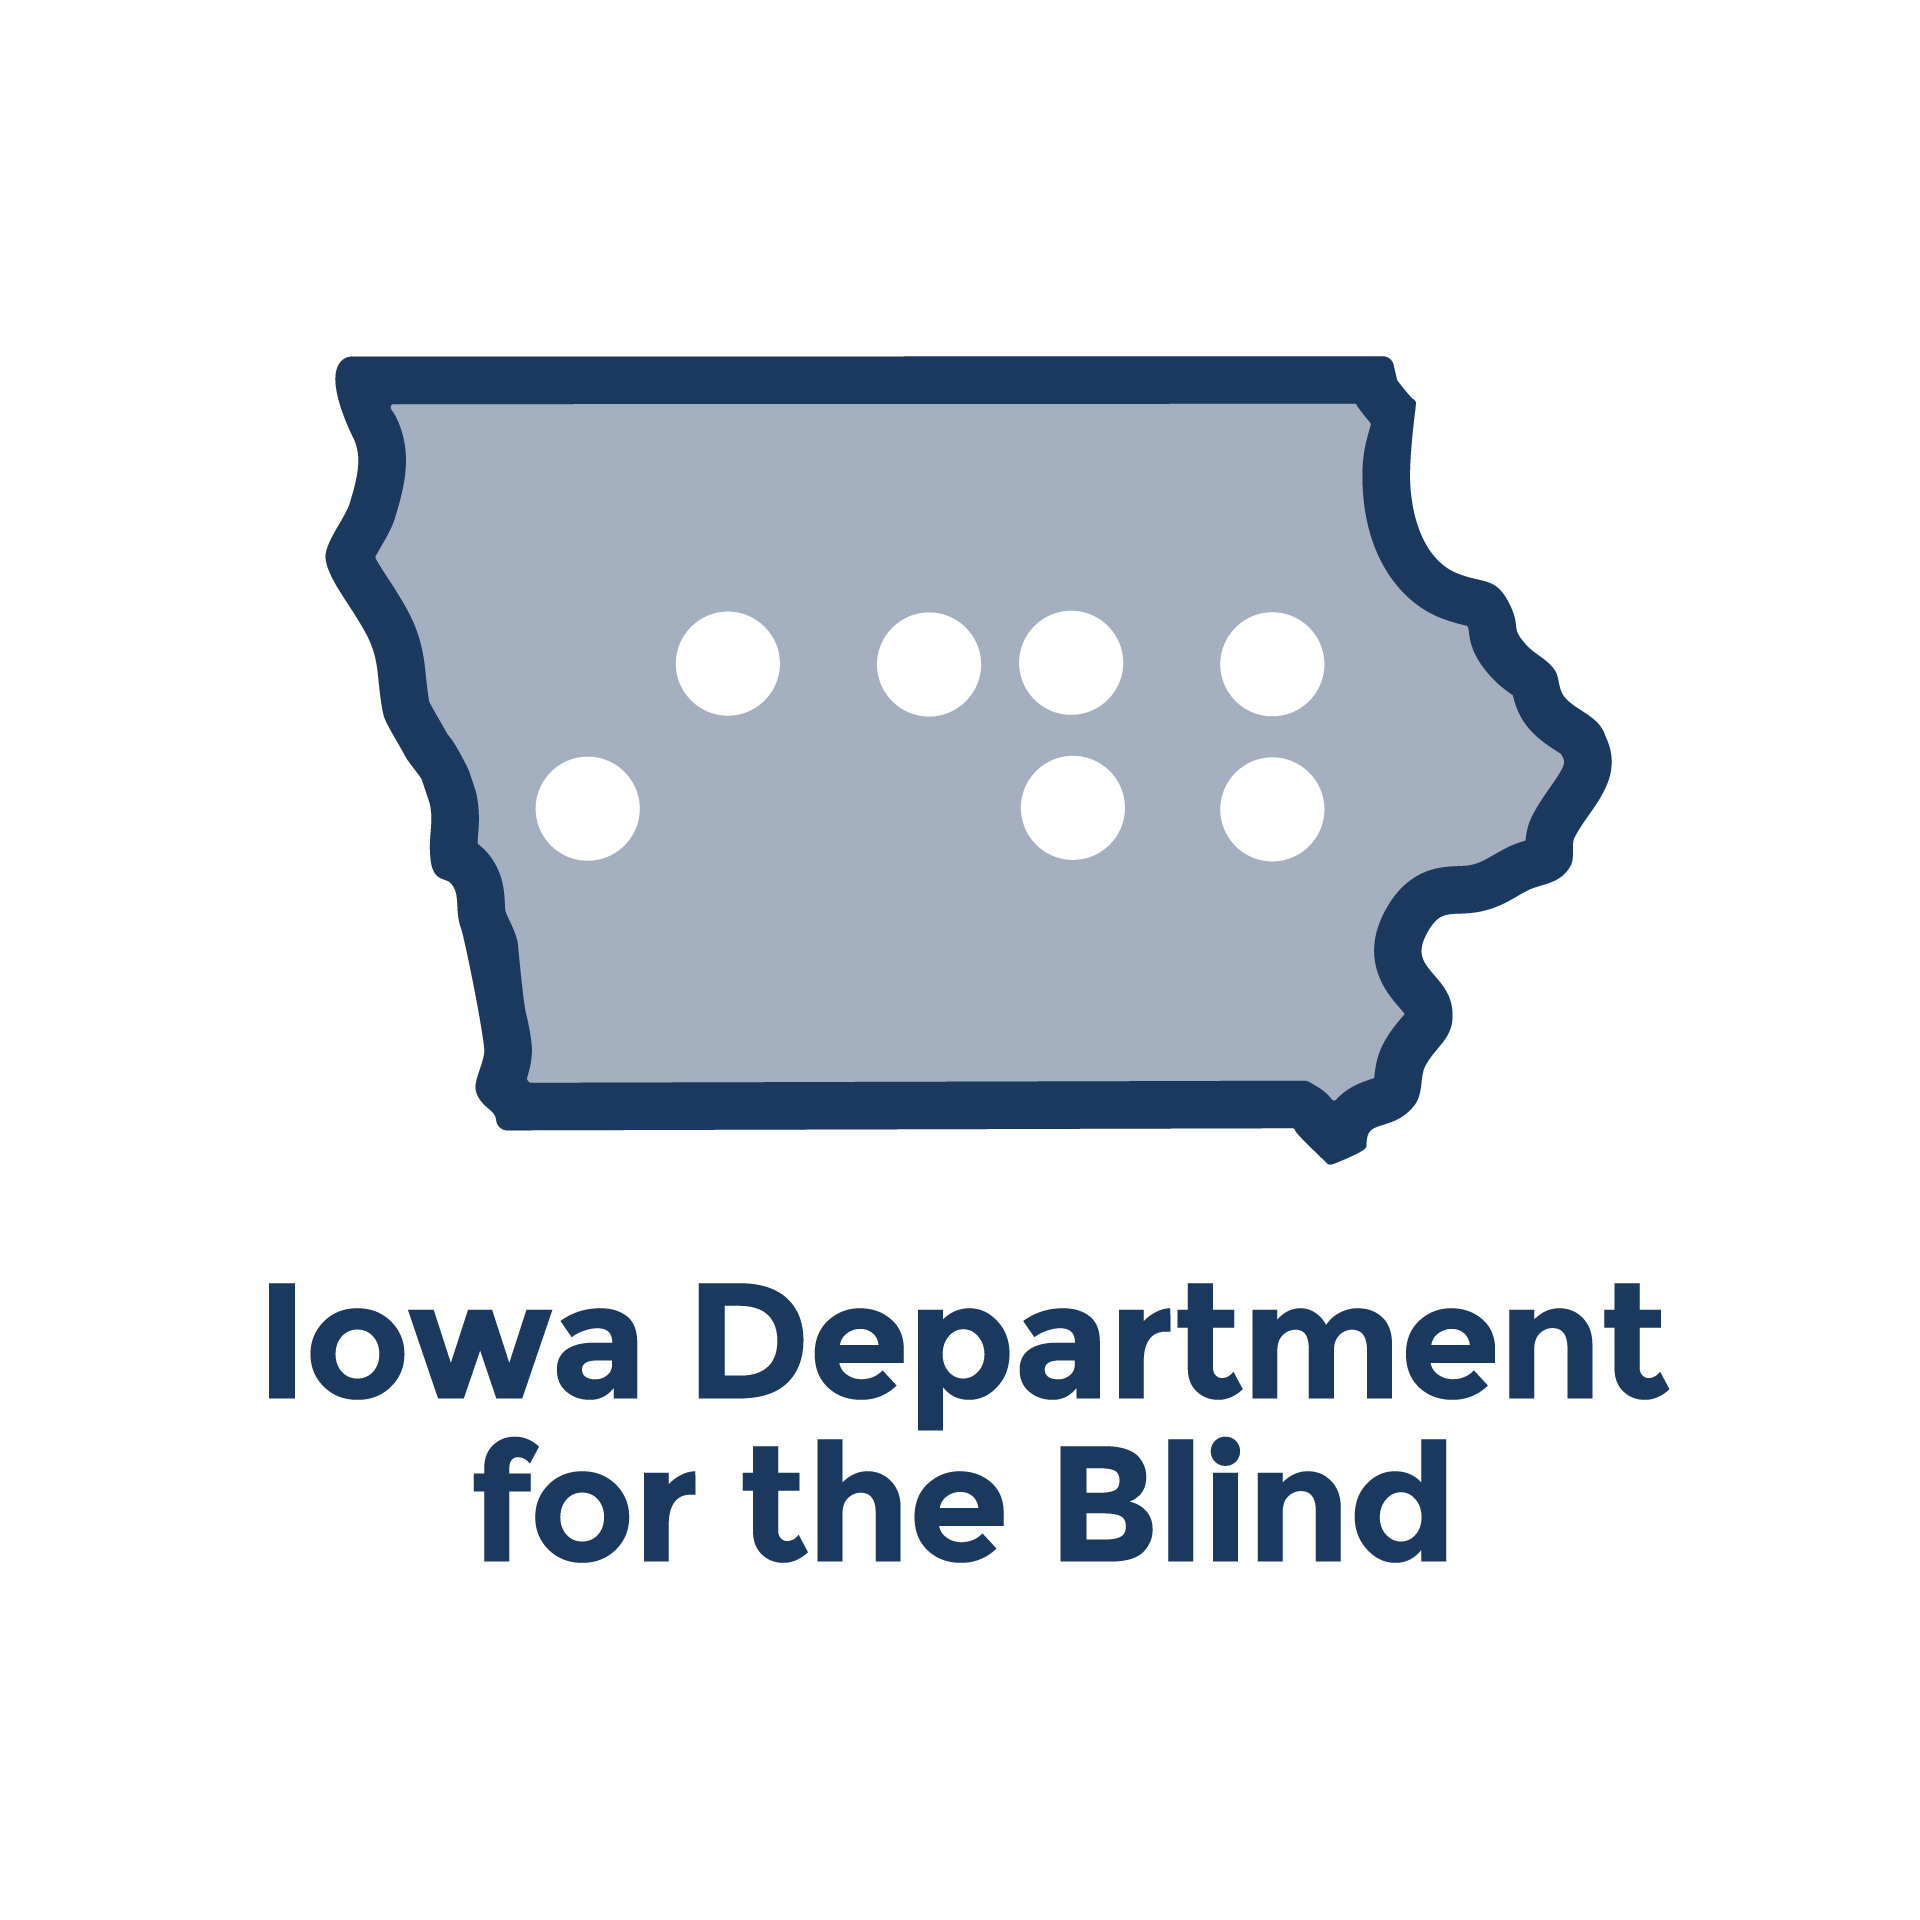 ⠊⠙⠃
Iowa Department
for the Blind